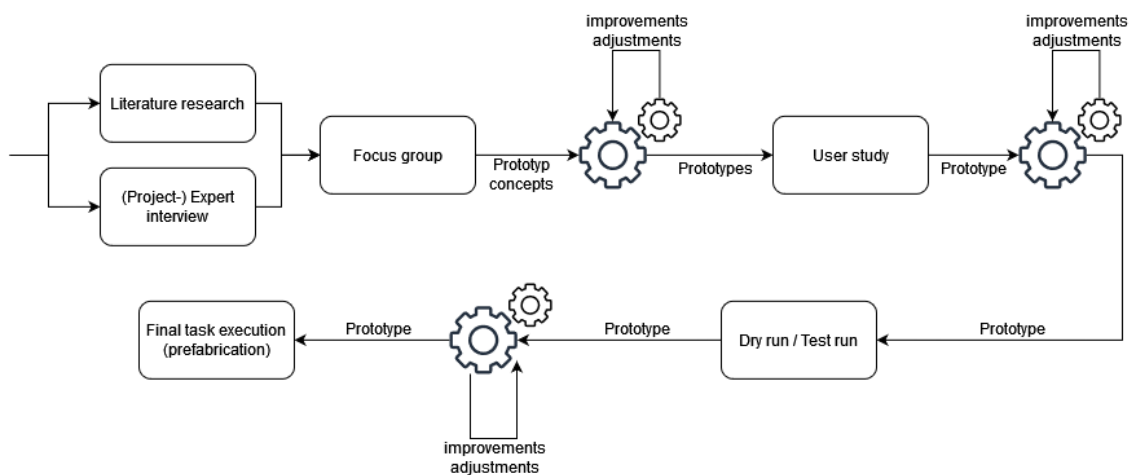 improvements
adjustments
improvements
adjustments
Literature research
Focus group
Prototyp
concepts
Prototypes
User study
Prototype
(Project-) Expert
interview
Final task execution
(prefabrication)
Prototype
Prototype
Dry run / Test run
Prototype
improvements
adjustments